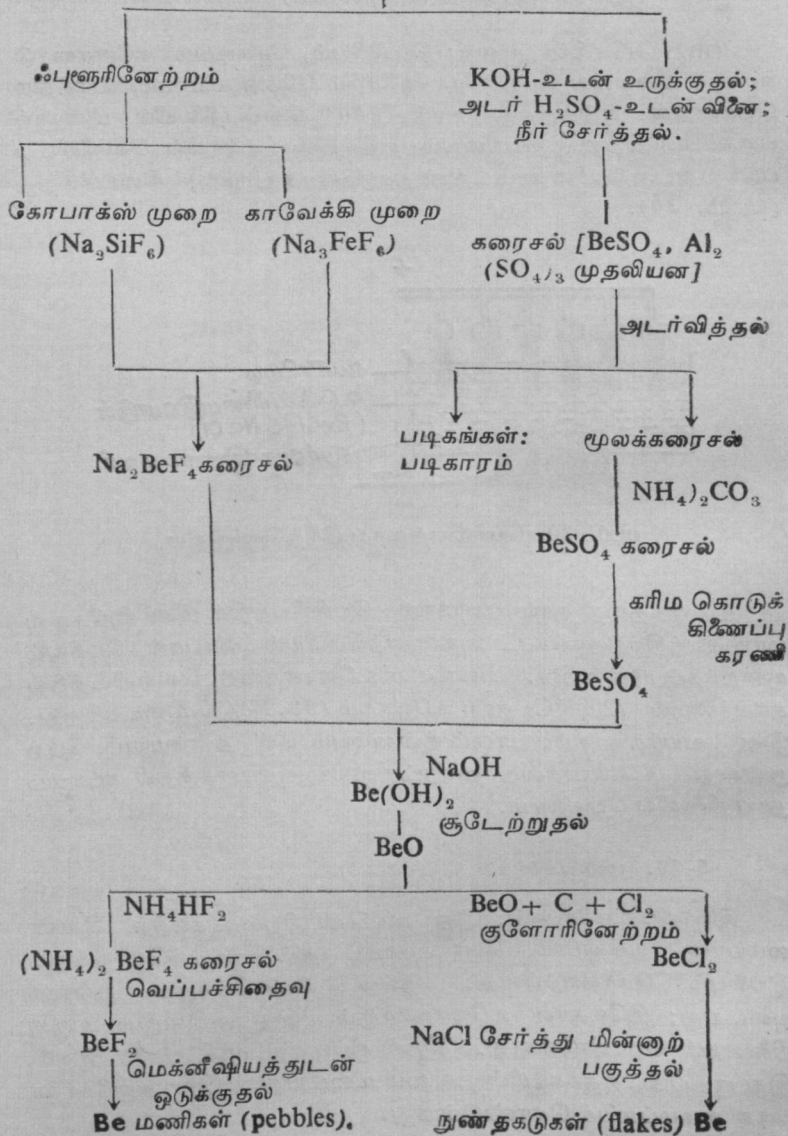 ஃபுளூரினேற்றம்
KOH-உடன் உருக்குதல்;
அடர் H₂SO₄-உடன் வினை;
நீர் சேர்த்தல்.
கோபாக்ஸ் முறை
(Na₂SiF₆)
காவேக்கி முறை
(Na₃FeF₆)
கரைசல் [BeSO₄, Al₂
(SO₄)₃ முதலியன]
அடர்வித்தல்
படிகங்கள்:
படிகாரம்
மூலக்கரைசல்
NH₄)₂CO₃
Na₂BeF₄ கரைசல்
BeSO₄ கரைசல்
கரிம கொடுக்
கிணைப்பு
கரணி
BeSO₄
NaOH
Be(OH)₂
சூடேற்றுதல்
BeO
NH₄HF₂
(NH₄)₂ BeF₄ கரைசல்
வெப்பச்சிதைவு
BeF₂
மெக்னீஷியத்துடன்
ஒடுக்குதல்
Be மணிகள் (pebbles).
BeO + C + Cl₂
குளோரினேற்றம்
BeCl₂
NaCl சேர்த்து மின்னாற்
பகுத்தல்
நுண்தகடுகள் (flakes) Be